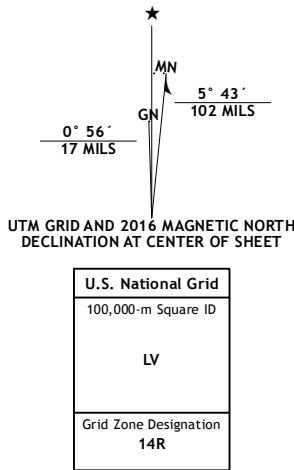 MN
GN
5° 43´
102 MILS
0° 56´
17 MILS
UTM GRID AND 2016 MAGNETIC NORTH
DECLINATION AT CENTER OF SHEET
U.S. National Grid
100,000-m Square ID
LV
Grid Zone Designation
14R